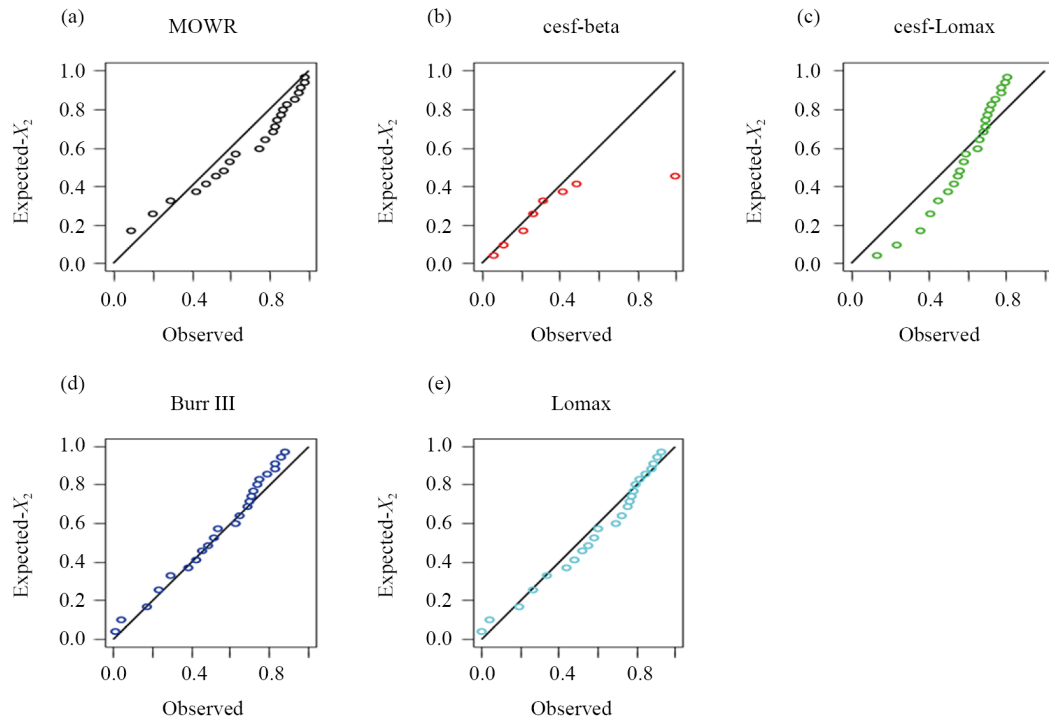 (a)
MOWR
Expected-X₂
1.0
0.8
0.6
0.4
0.2
0.0
0.0 0.4 0.8
Observed
(b)
cesf-beta
Expected-X₂
1.0
0.8
0.6
0.4
0.2
0.0
0.0 0.4 0.8
Observed
(c)
cesf-Lomax
Expected-X₂
1.0
0.8
0.6
0.4
0.2
0.0
0.0 0.4 0.8
Observed
(d)
Burr III
Expected-X₂
1.0
0.8
0.6
0.4
0.2
0.0
0.0 0.4 0.8
Observed
(e)
Lomax
Expected-X₂
1.0
0.8
0.6
0.4
0.2
0.0
0.0 0.4 0.8
Observed